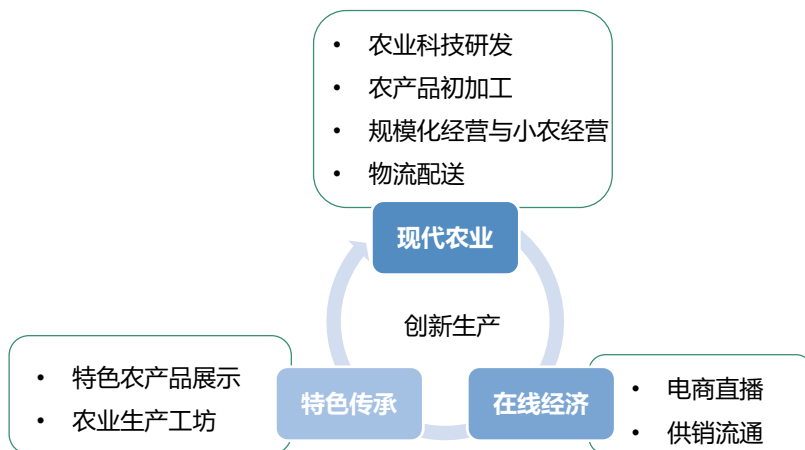 • 农业科技研发
• 农产品初加工
• 规模化经营与小农经营
• 物流配送
现代农业
创新生产
• 特色农产品展示
• 农业生产工坊
特色传承
在线经济
• 电商直播
• 供销流通